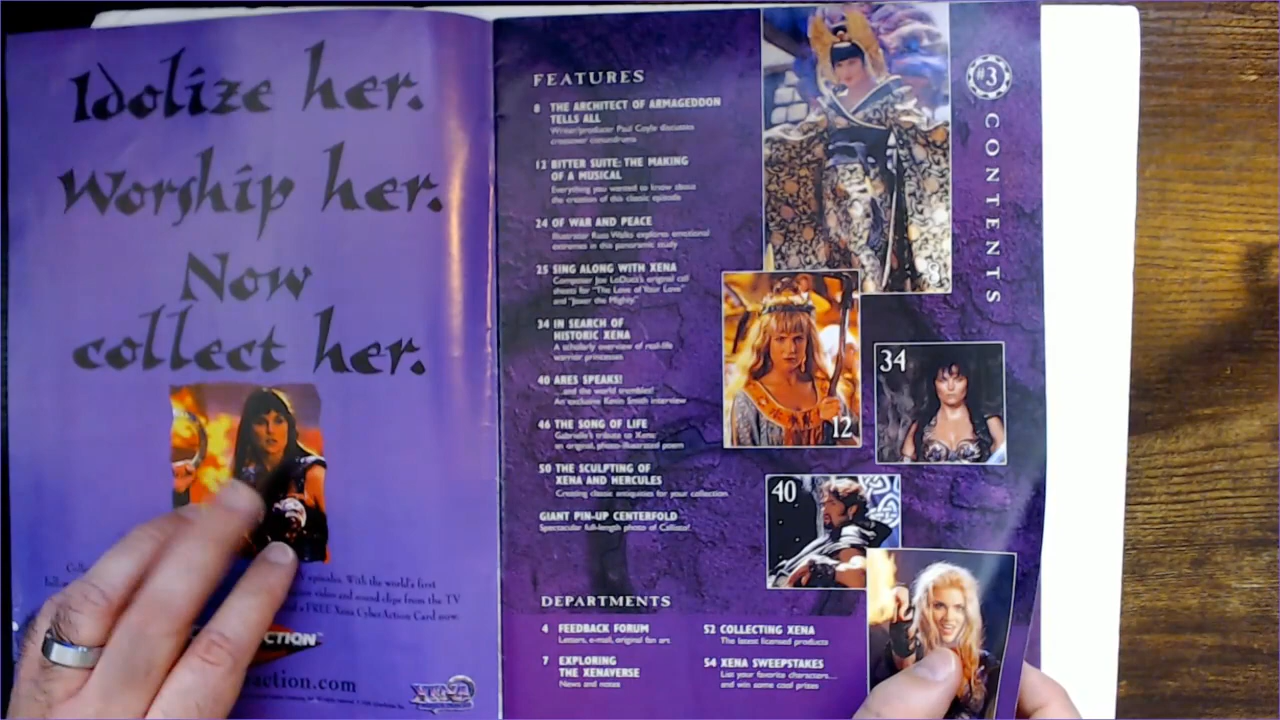 Idolize her.
Worship her.
Now
collect her.
TV episodes. With the world's first
video and sound clips from the TV
a FREE Xena CyberAction Card now.
XENA
#3
CONTENTS
FEATURES
8 THE ARCHITECT OF ARMAGEDDON
TELLS ALL
Writer/producer Paul Coyle discusses
crossover conundrums
12 BITTER SUITE: THE MAKING
OF A MUSICAL
Everything you wanted to know about
the creation of this classic episode
24 OF WAR AND PEACE
Illustrator Russ Walks explores emotional
extremes in this panoramic study
25 SING ALONG WITH XENA
Composer Joe LoDuca's original call
sheets for "The Love of Your Love"
and "Joxer the Mighty."
34 IN SEARCH OF
HISTORIC XENA
A scholarly overview of real-life
warrior princesses
40 ARES SPEAKS!
...and the world trembles!
An exclusive Kevin Smith interview
46 THE SONG OF LIFE
Gabrielle's tribute to Xena:
an original, photo-illustrated poem
50 THE SCULPTING OF
XENA AND HERCULES
Creating classic antiquities for your collection
GIANT PIN-UP CENTERFOLD
Spectacular full-length photo of Callisto!
8
12
34
40
DEPARTMENTS
4 FEEDBACK FORUM
Letters, e-mail, original fan art
7 EXPLORING
THE XENAVERSE
News and notes
52 COLLECTING XENA
The latest licensed products
54 XENA SWEEPSTAKES
List your favorite characters...
and win some cool prizes